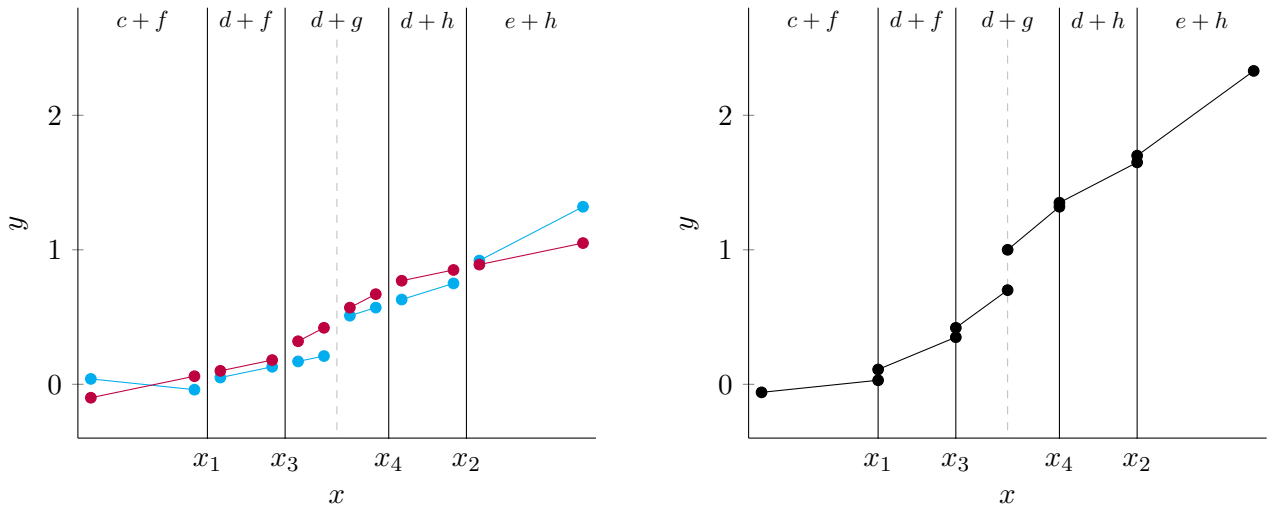 c + f d + f d + g d + h e + h
2
1
0
y
x₁ x₃ x₄ x₂
x
c + f d + f d + g d + h e + h
2
1
0
y
x₁ x₃ x₄ x₂
x